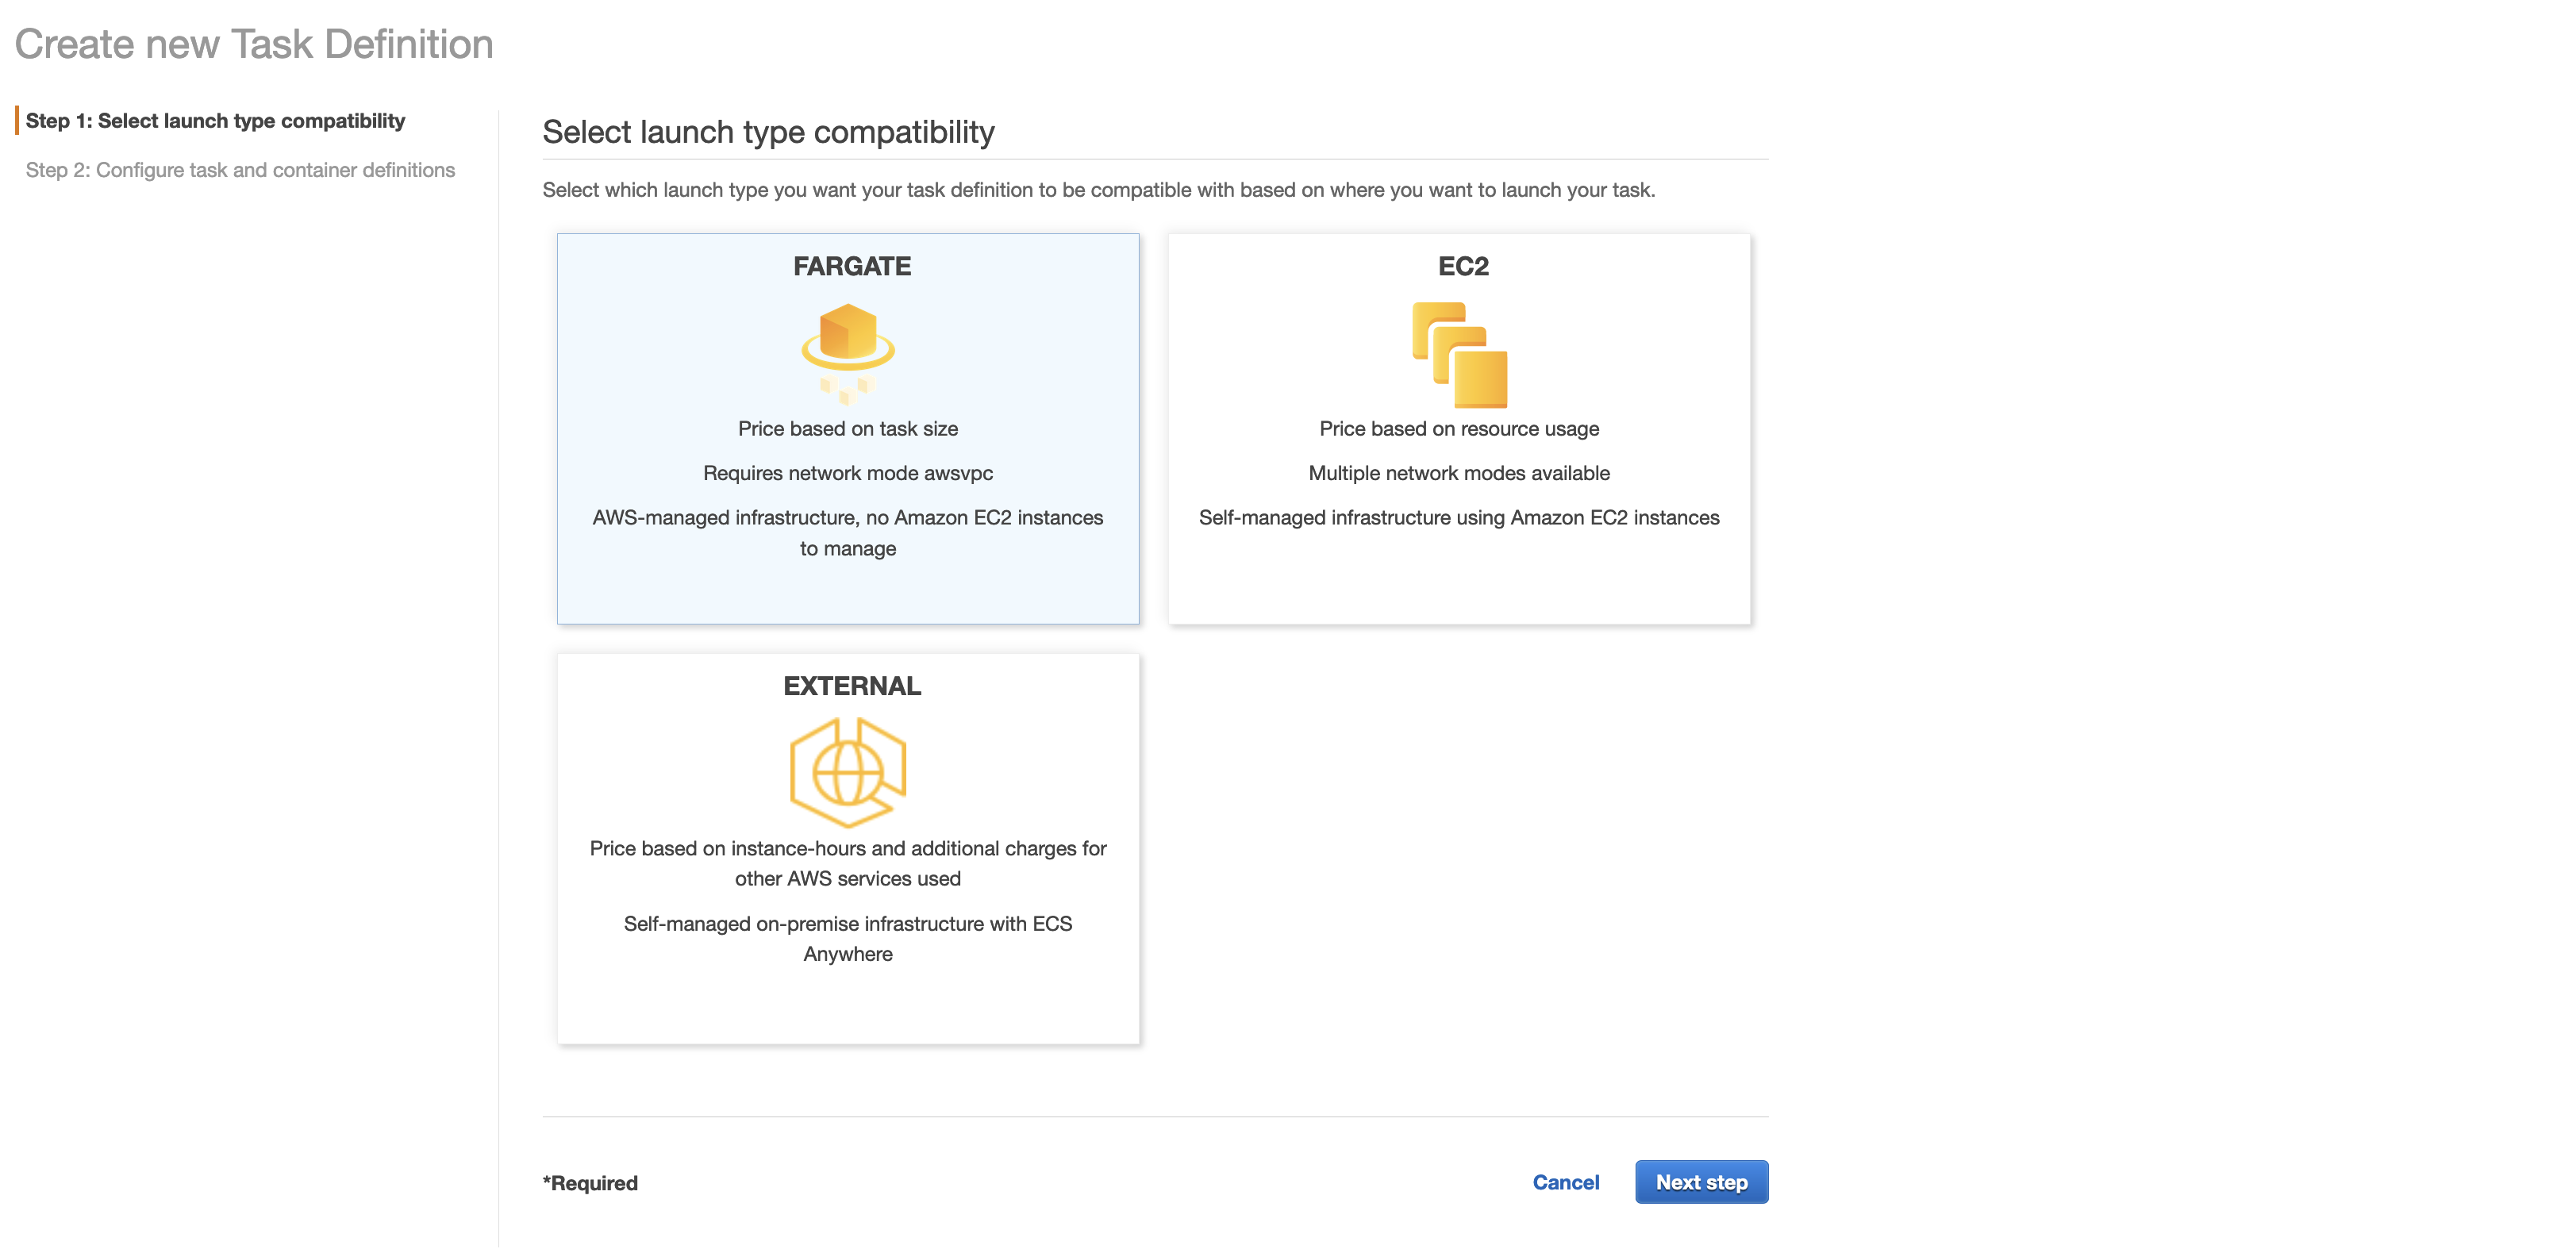 Create new Task Definition
Step 1: Select launch type compatibility
Step 2: Configure task and container definitions
Select launch type compatibility
Select which launch type you want your task definition to be compatible with based on where you want to launch your task.
FARGATE
Price based on task size
Requires network mode awsvpc
AWS-managed infrastructure, no Amazon EC2 instances
to manage
EC2
Price based on resource usage
Multiple network modes available
Self-managed infrastructure using Amazon EC2 instances
EXTERNAL
Price based on instance-hours and additional charges for
other AWS services used
Self-managed on-premise infrastructure with ECS
Anywhere
*Required
Cancel
Next step